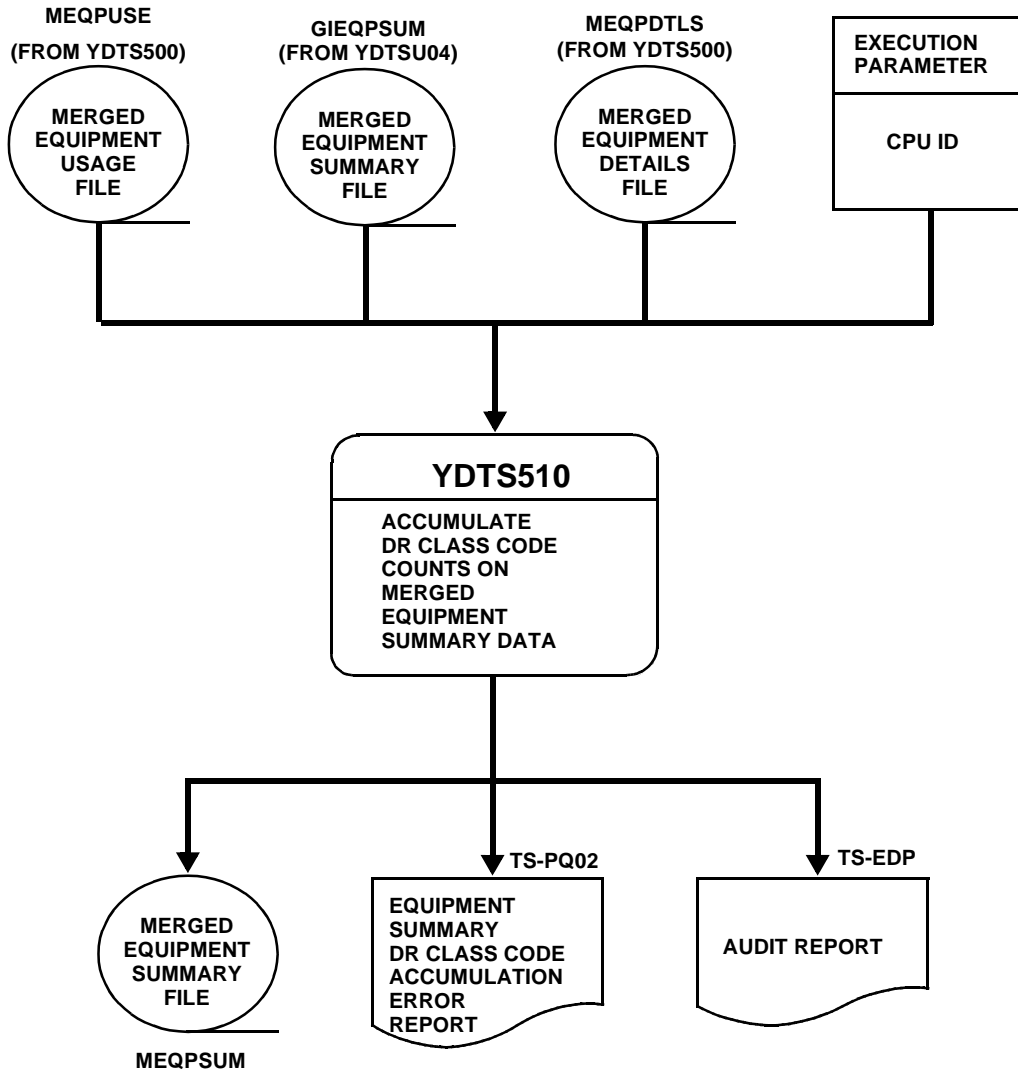 MEQPUSE
(FROM YDTS500)
MERGED
EQUIPMENT
USAGE
FILE
GIEQPSUM
(FROM YDTSU04)
MERGED
EQUIPMENT
SUMMARY
FILE
MEQPDTLS
(FROM YDTS500)
MERGED
EQUIPMENT
DETAILS
FILE
EXECUTION
PARAMETER
CPU ID
YDTS510
ACCUMULATE
DR CLASS CODE
COUNTS ON
MERGED
EQUIPMENT
SUMMARY DATA
MERGED
EQUIPMENT
SUMMARY
FILE
MEQPSUM
TS-PQ02
EQUIPMENT
SUMMARY
DR CLASS CODE
ACCUMULATION
ERROR
REPORT
TS-EDP
AUDIT REPORT